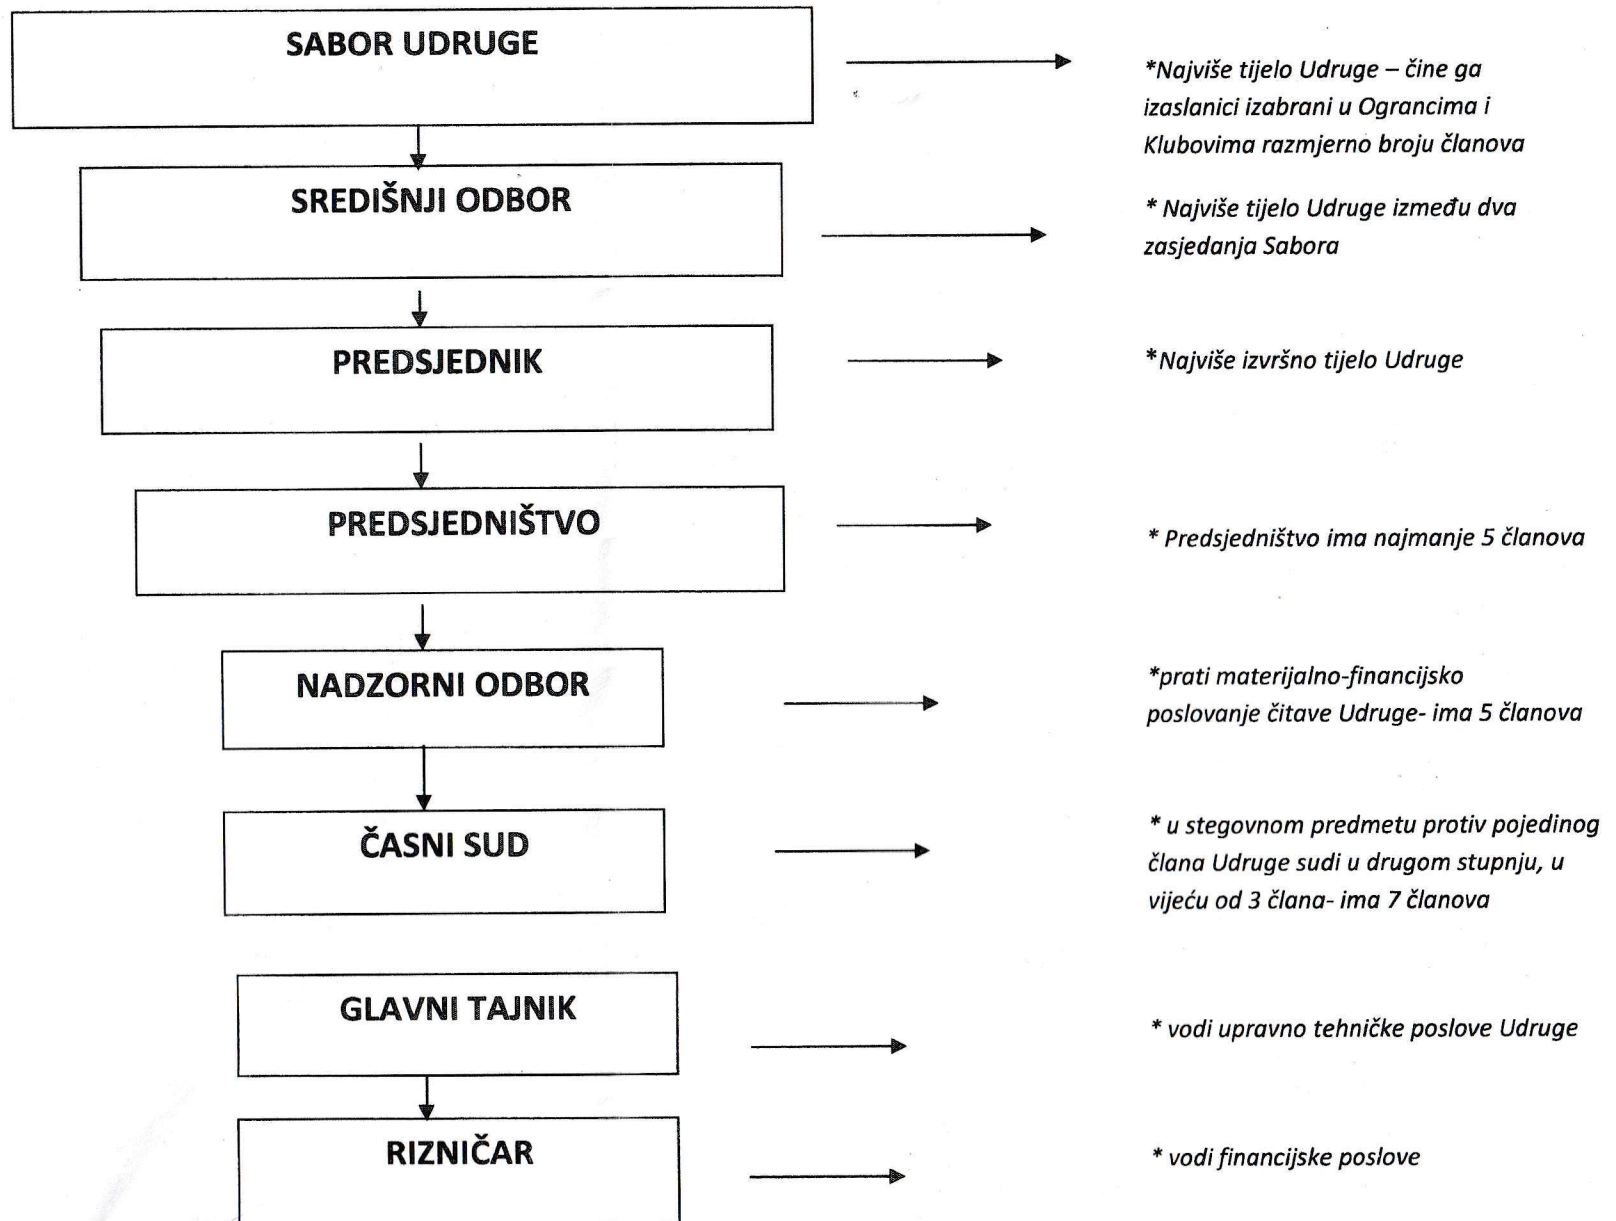 SABOR UDRUGE
*Najviše tijelo Udruge – čine ga
izaslanici izabrani u Ograncima i
Klubovima razmjerno broju članova
SREDIŠNJI ODBOR
* Najviše tijelo Udruge između dva
zasjedanja Sabora
PREDSJEDNIK
*Najviše izvršno tijelo Udruge
PREDSJEDNIŠTVO
* Predsjedništvo ima najmanje 5 članova
NADZORNI ODBOR
*prati materijalno-financijsko
poslovanje čitave Udruge- ima 5 članova
ČASNI SUD
* u stegovnom predmetu protiv pojedinog
člana Udruge sudi u drugom stupnju, u
vijeću od 3 člana- ima 7 članova
GLAVNI TAJNIK
* vodi upravno tehničke poslove Udruge
RIZNIČAR
* vodi financijske poslove